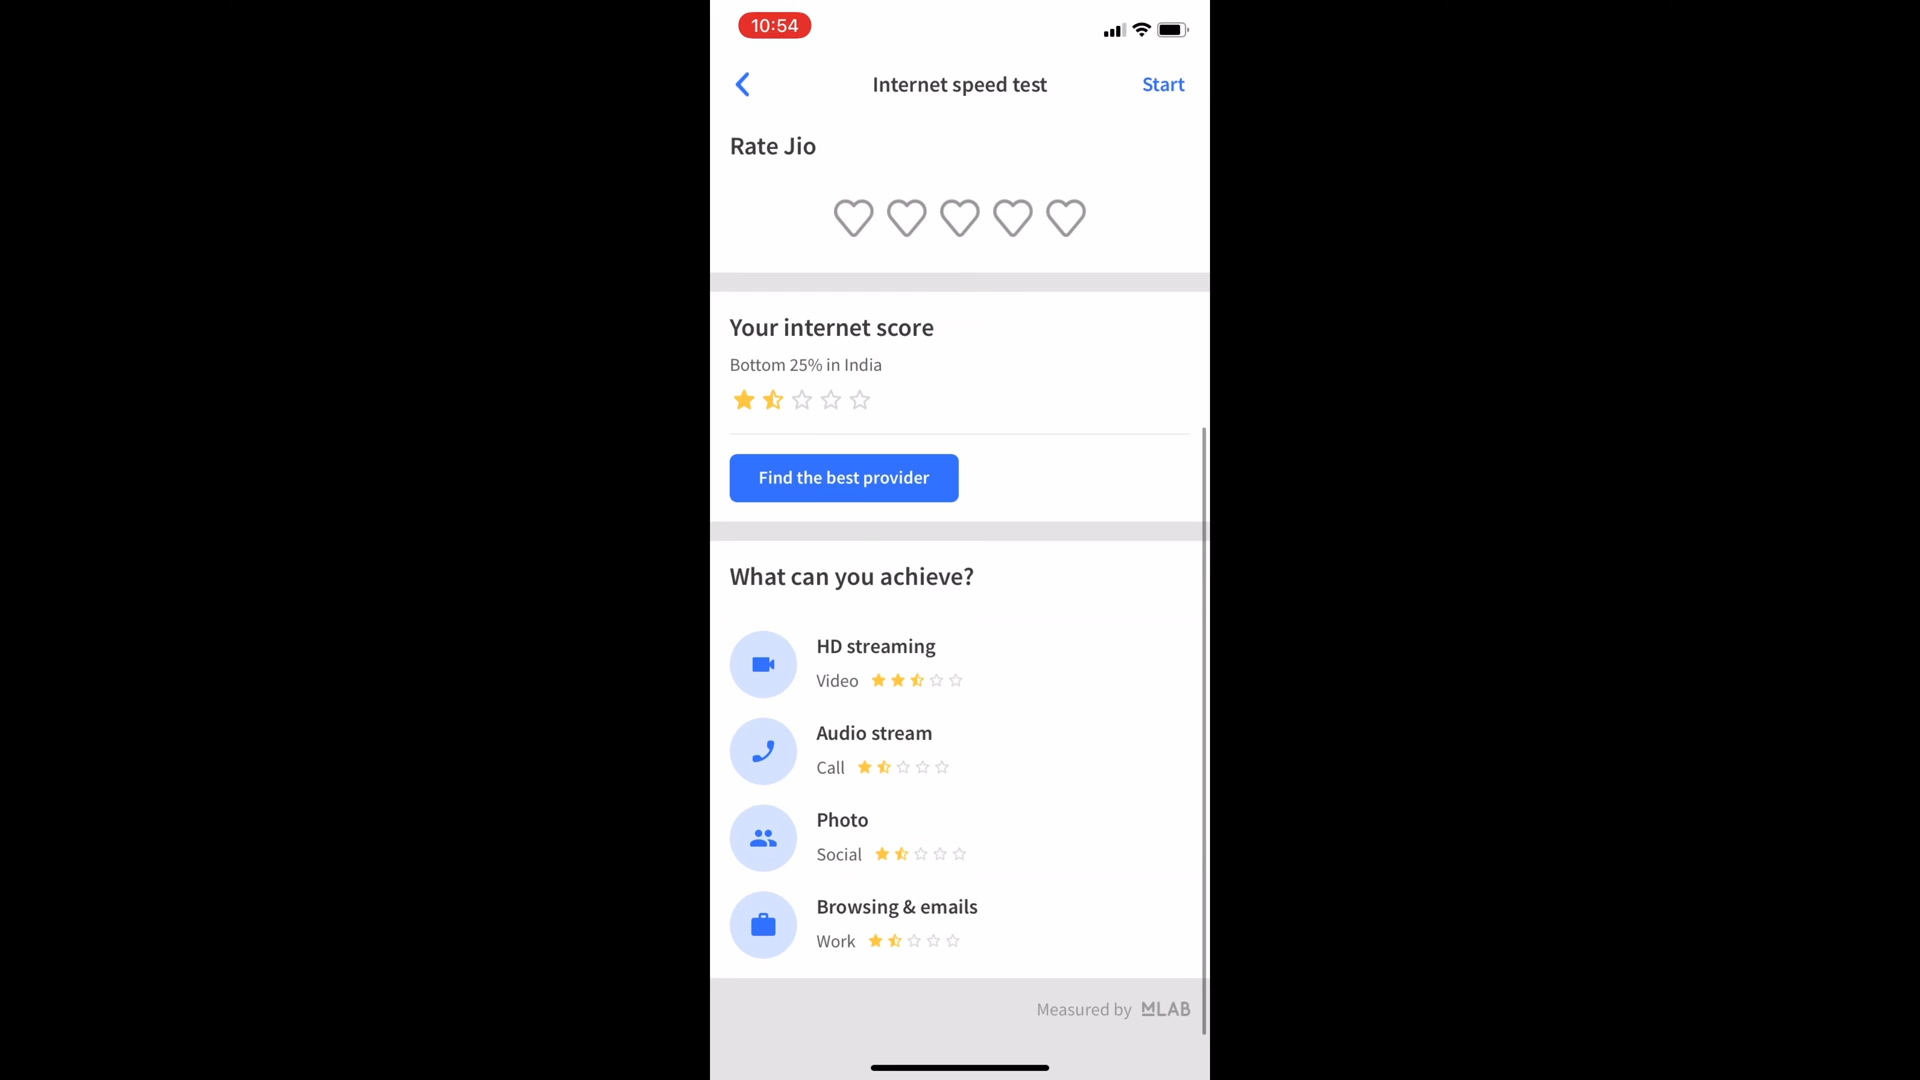 10:54
Internet speed test
Start
Rate Jio
Your internet score
Bottom 25% in India
Find the best provider
What can you achieve?
HD streaming
Video
Audio stream
Call
Photo
Social
Browsing & emails
Work
Measured by MLAB